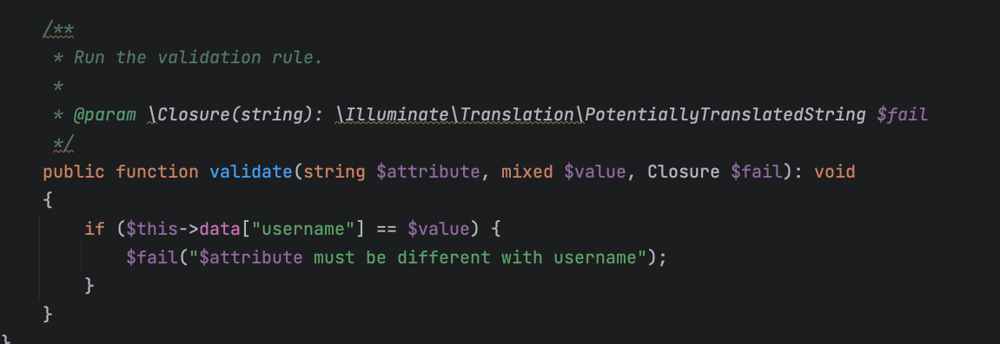 /**
 * Run the validation rule.
 *
 * @param \Closure(string): \Illuminate\Translation\PotentiallyTranslatedString $fail
 */
public function validate(string $attribute, mixed $value, Closure $fail): void
{
    if ($this->data["username"] == $value) {
        $fail("$attribute must be different with username");
    }
}
}